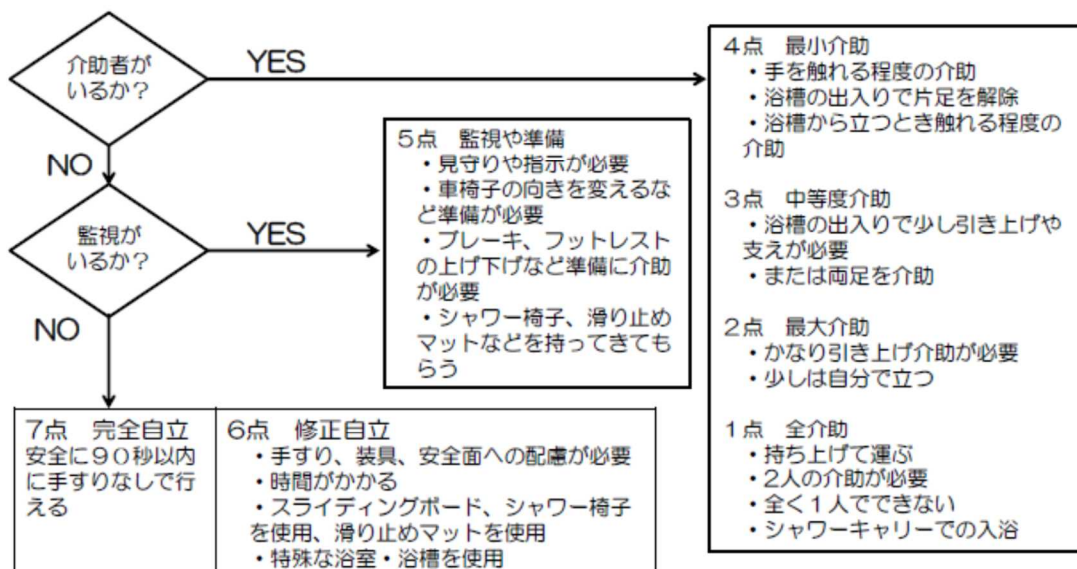 介助者が
いるか？
YES
NO
監視が
いるか？
YES
NO
5点　監視や準備
・見守りや指示が必要
・車椅子の向きを変えるな
ど準備が必要
・ブレーキ、フットレスト
の上げ下げなど準備に介助
が必要
・シャワー椅子、滑り止め
マットなどを持ってきても
らう
4点　最小介助
・手を触れる程度の介助
・浴槽の出入りで片足を解除
・浴槽から立つとき触れる程度の
介助
3点　中等度介助
・浴槽の出入りで少し引き上げや
支えが必要
・または両足を介助
2点　最大介助
・かなり引き上げ介助が必要
・少しは自分で立つ
1点　全介助
・持ち上げて運ぶ
・2人の介助が必要
・全く1人でできない
・シャワーキャリーでの入浴
7点　完全自立
安全に９０秒以内
に手すりなしで行
える
6点　修正自立
・手すり、装具、安全面への配慮が必要
・時間がかかる
・スライディングボード、シャワー椅子
を使用、滑り止めマットを使用
・特殊な浴室・浴槽を使用